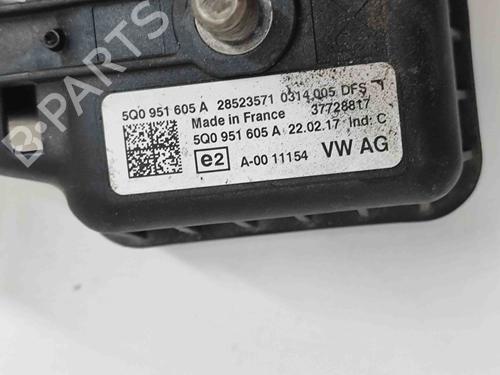 B-PARTS
5Q0 951 605 A 28523571 0314 005 DFS
Made in France 37728817
5Q0 951 605 A 22.02.17 Ind: C
e2 A-00 11154 VW AG